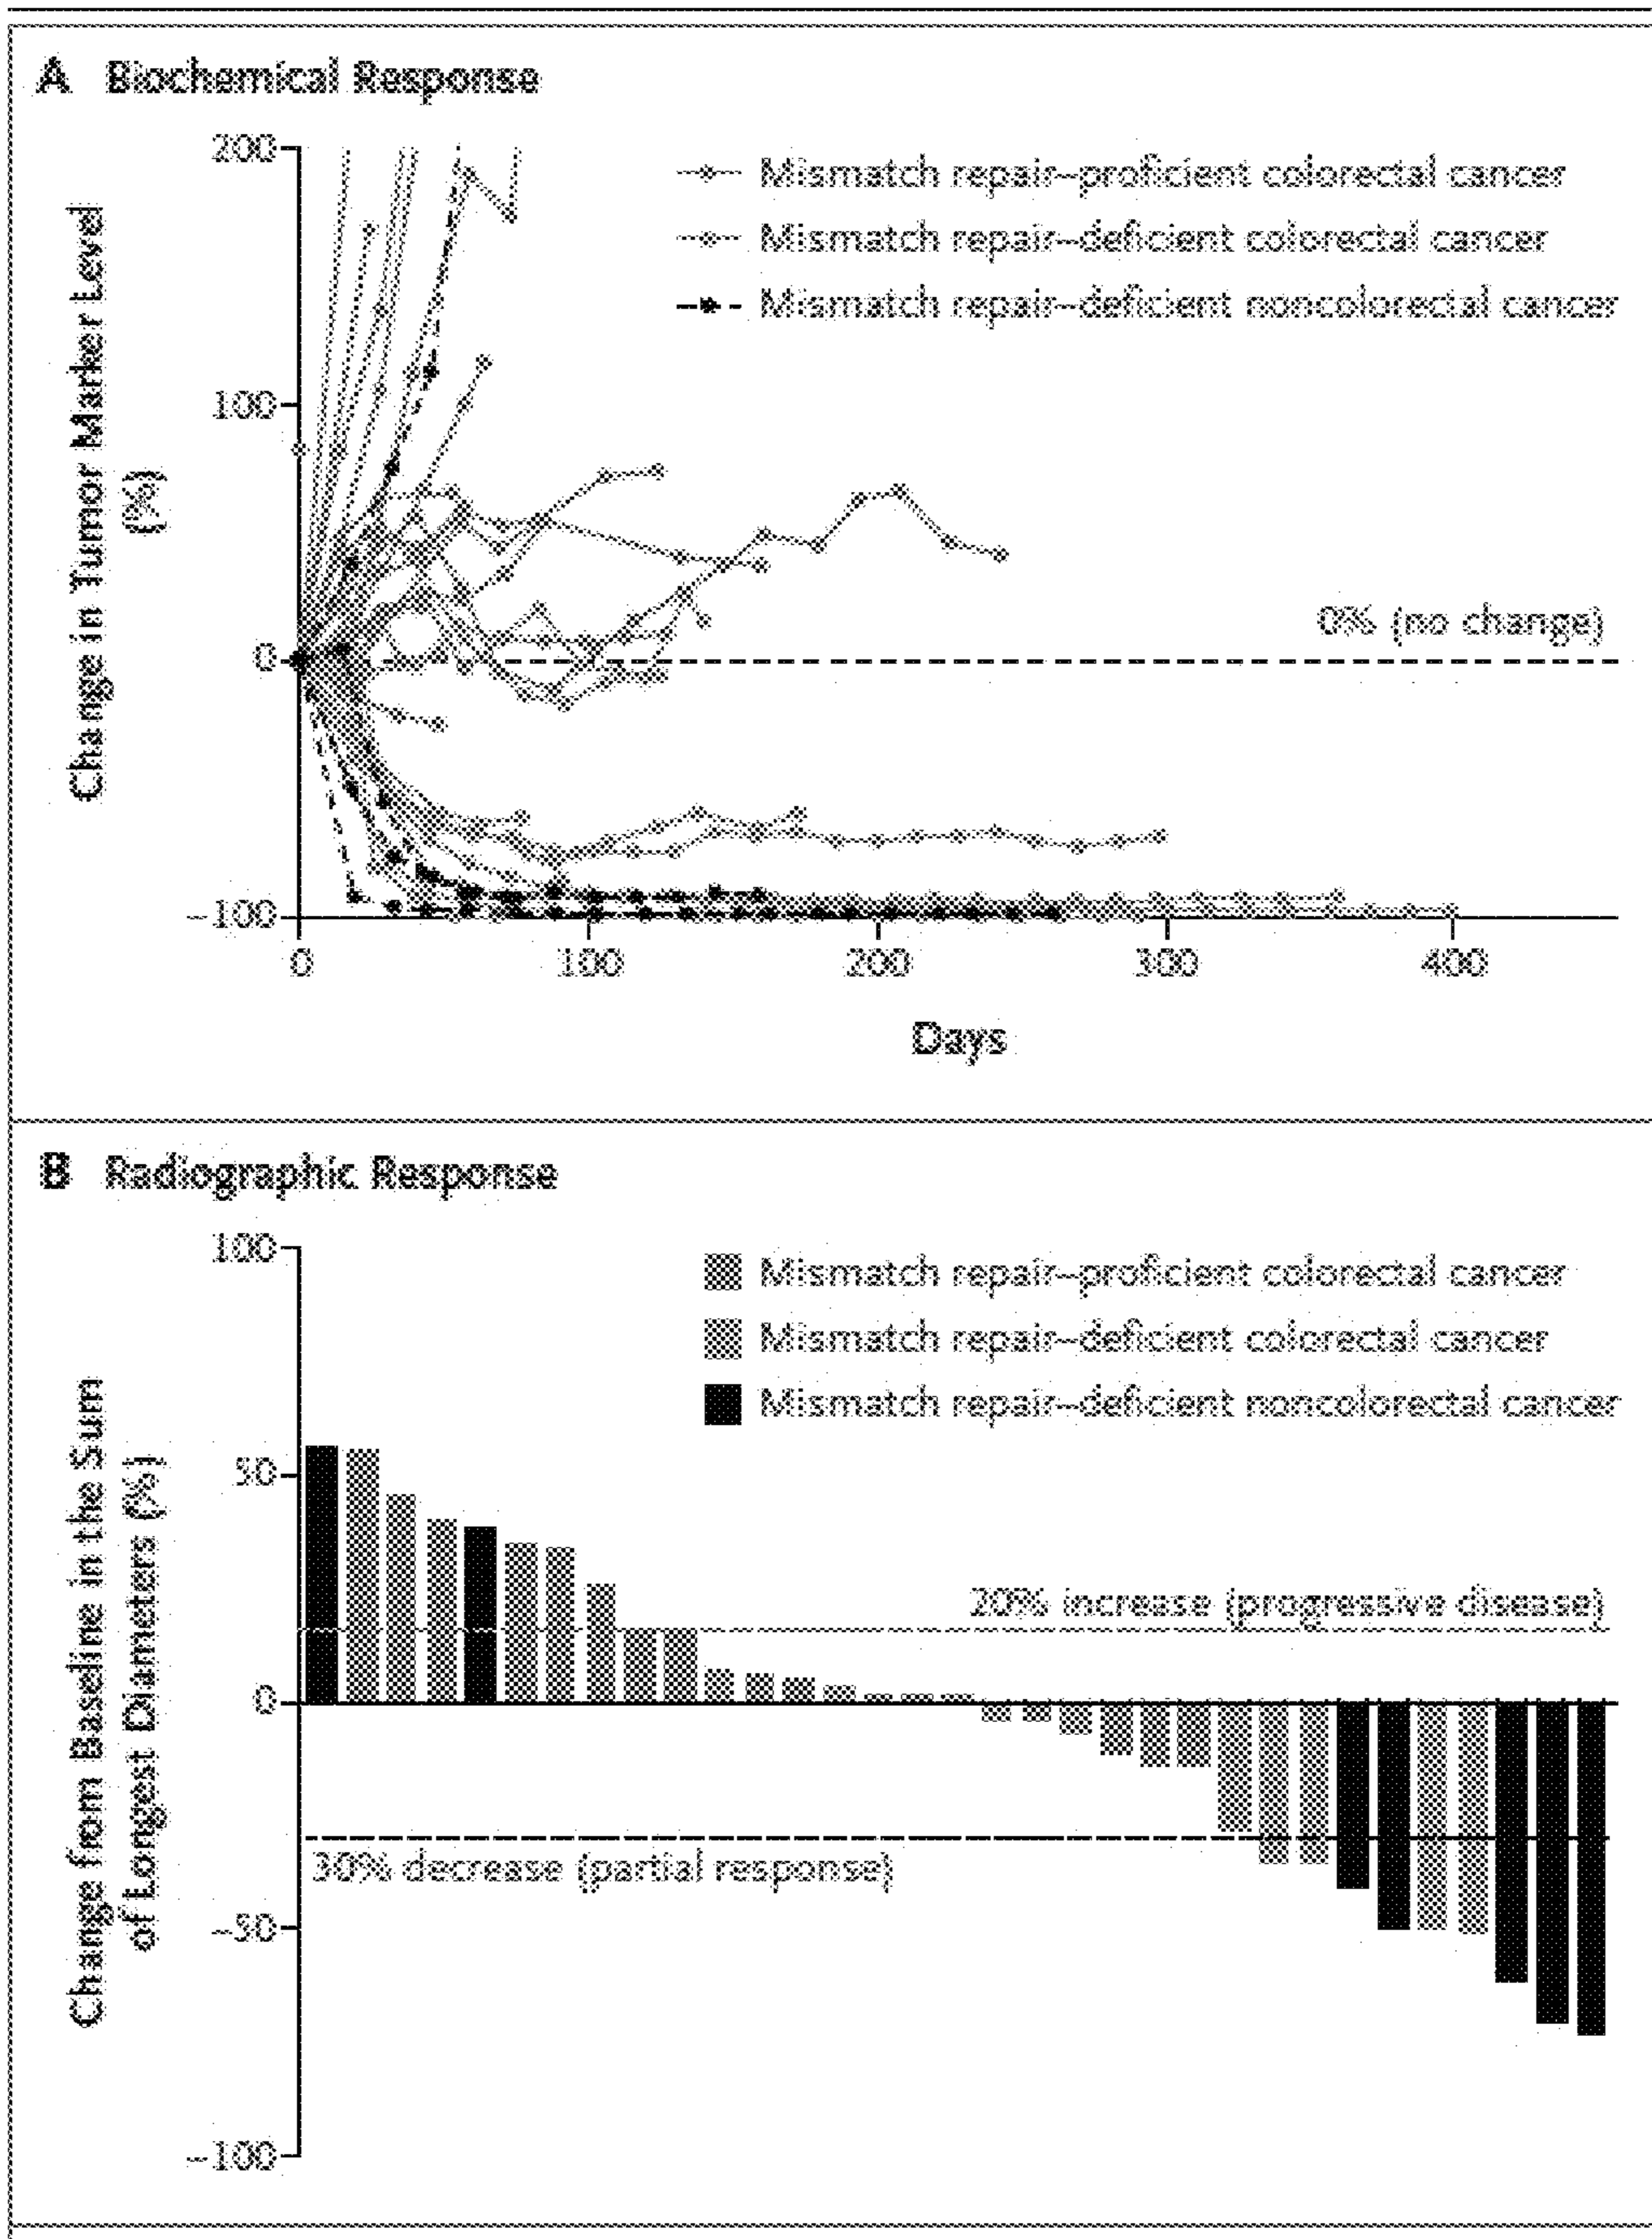 A Biochemical Response
200
100
0
-100
Change in Tumor Marker Level
(%)
Mismatch repair–proficient colorectal cancer
Mismatch repair–deficient colorectal cancer
Mismatch repair–deficient noncolorectal cancer
0% (no change)
0 100 200 300 400
Days
B Radiographic Response
100
50
0
-50
-100
Change from Baseline in the Sum
of Longest Diameters (%)
Mismatch repair–proficient colorectal cancer
Mismatch repair–deficient colorectal cancer
Mismatch repair–deficient noncolorectal cancer
20% increase (progressive disease)
30% decrease (partial response)